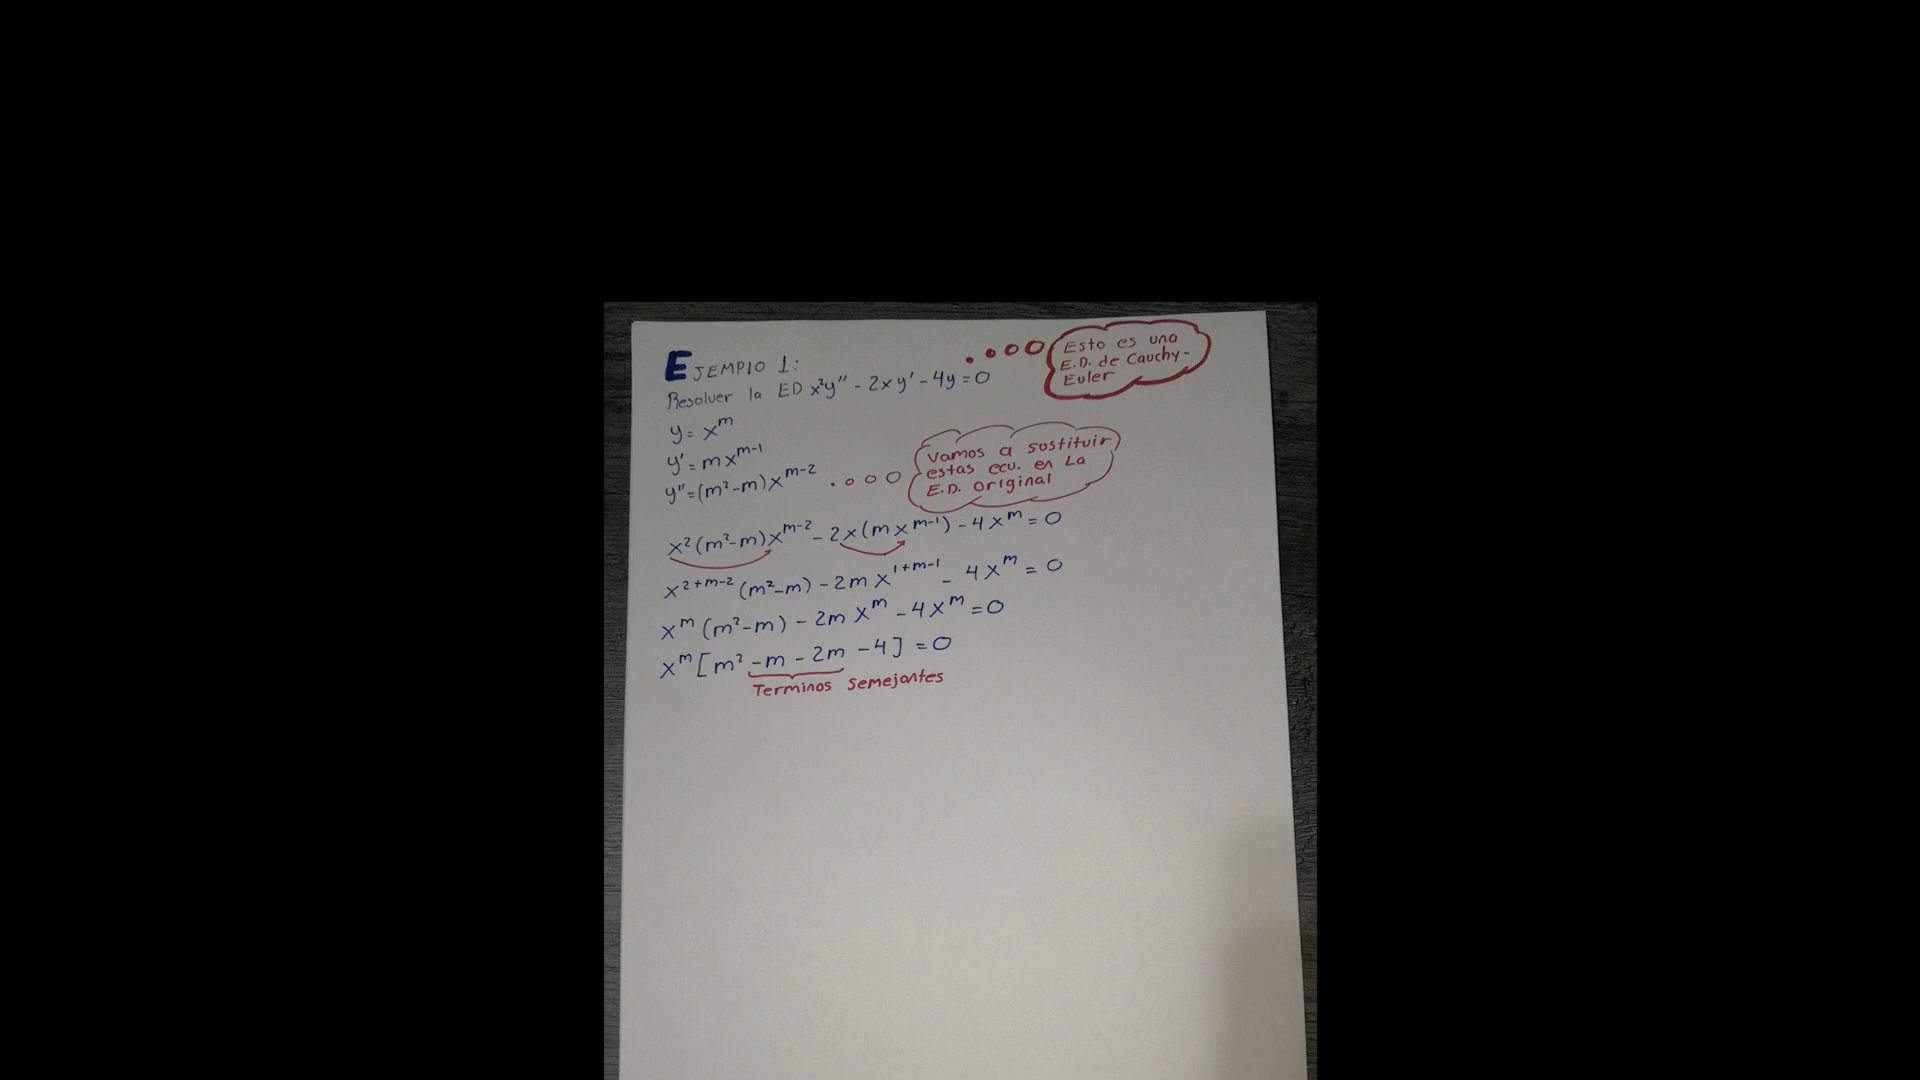 EJEMPlO 1:
Resolver la ED x²y'' - 2xy' - 4y = 0
Esto es una
E.D. de Cauchy-
Euler
y = x^m
y' = mx^{m-1}
y'' = (m²-m)x^{m-2}
Vamos a sustituir
estas ecu. en La
E.D. original
x²(m²-m)x^{m-2} - 2x(mx^{m-1}) - 4x^m = 0
x^{2+m-2}(m²-m) - 2mx^{1+m-1} - 4x^m = 0
x^m(m²-m) - 2mx^m - 4x^m = 0
x^m[m² - m - 2m - 4] = 0
Terminos semejantes